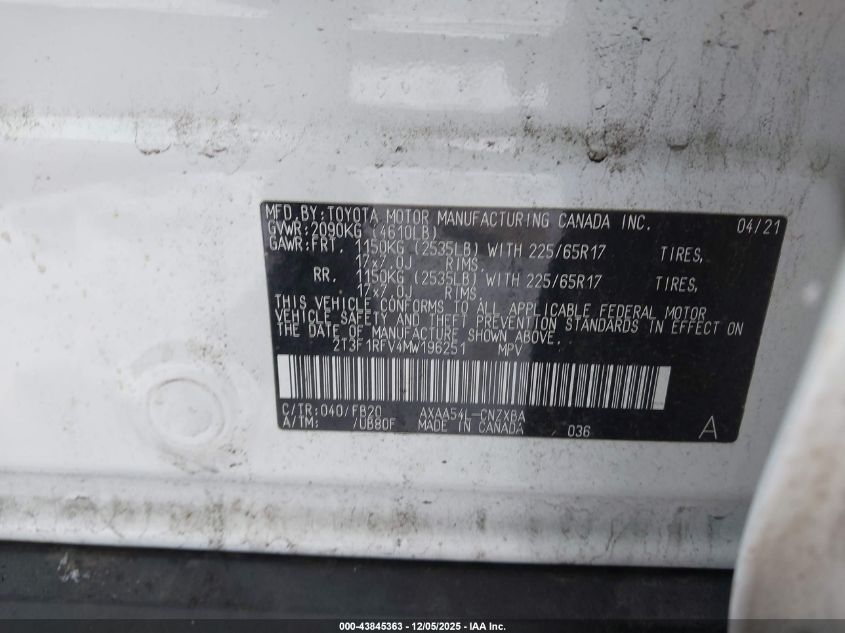 MFD.BY:TOYOTA MOTOR MANUFACTURING CANADA INC. 04/21
GVWR:2090KG (4610LB)
GAWR:FRT. 1150KG (2535LB) WITH 225/65R17 TIRES,
17x7.0J RIMS.
RR. 1150KG (2535LB) WITH 225/65R17 TIRES,
17x7.0J RIMS.
THIS VEHICLE CONFORMS TO ALL APPLICABLE FEDERAL MOTOR
VEHICLE SAFETY AND THEFT PREVENTION STANDARDS IN EFFECT ON
THE DATE OF MANUFACTURE SHOWN ABOVE.
2T3F1RFV4MW196251 MPV
C/TR:040/FB20 AXAA54L-CNZXBA
A/TM: /UB80F MADE IN CANADA 036 A
000-43845363 - 12/05/2025 - IAA Inc.